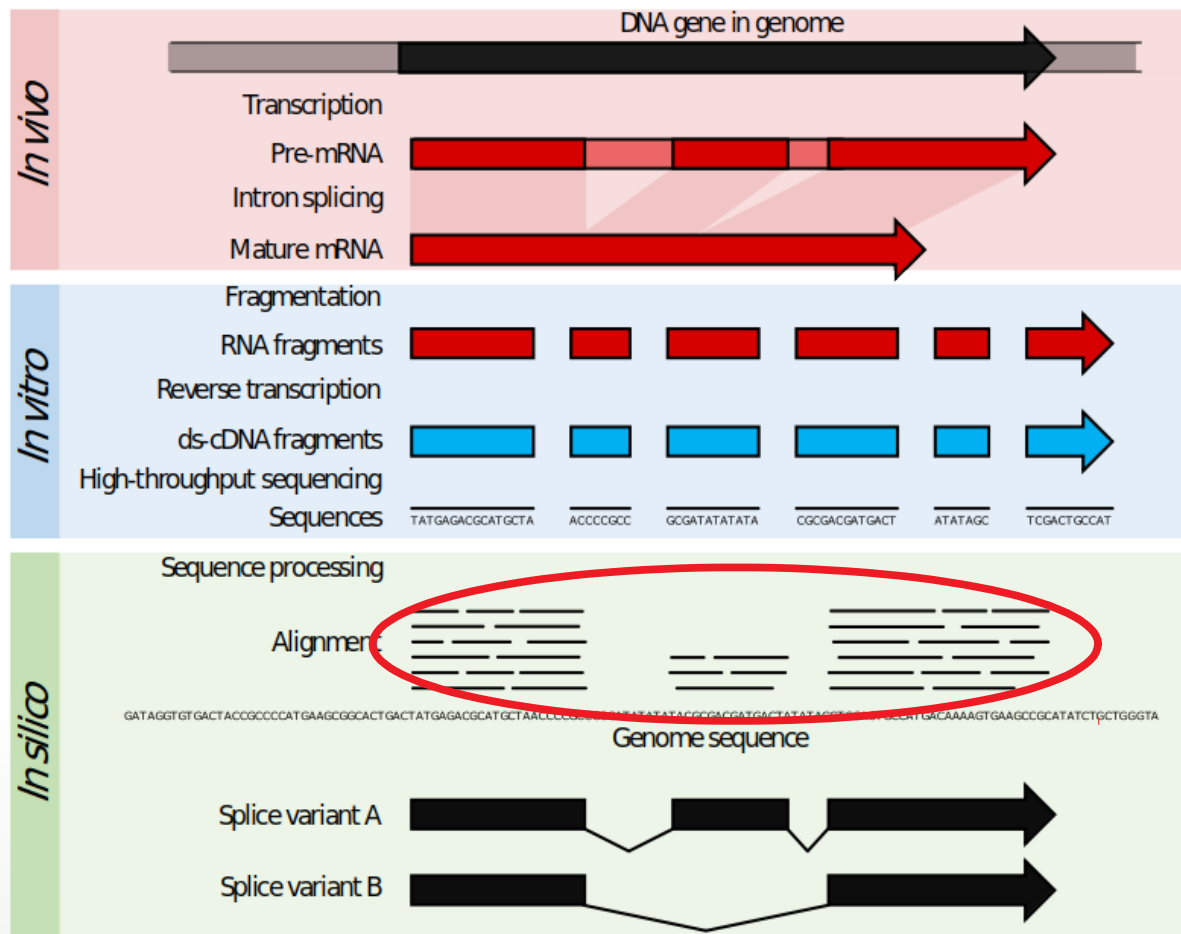 In vivo
DNA gene in genome
Transcription
Pre-mRNA
Intron splicing
Mature mRNA
In vitro
Fragmentation
RNA fragments
Reverse transcription
ds-cDNA fragments
High-throughput sequencing
Sequences
TATGAGACGCATGCTA ACCCCGCC GCGATATATATA CGCGACGATGACT ATATAGC TCGACTGCCAT
In silico
Sequence processing
Alignment
Genome sequence
Splice variant A
Splice variant B